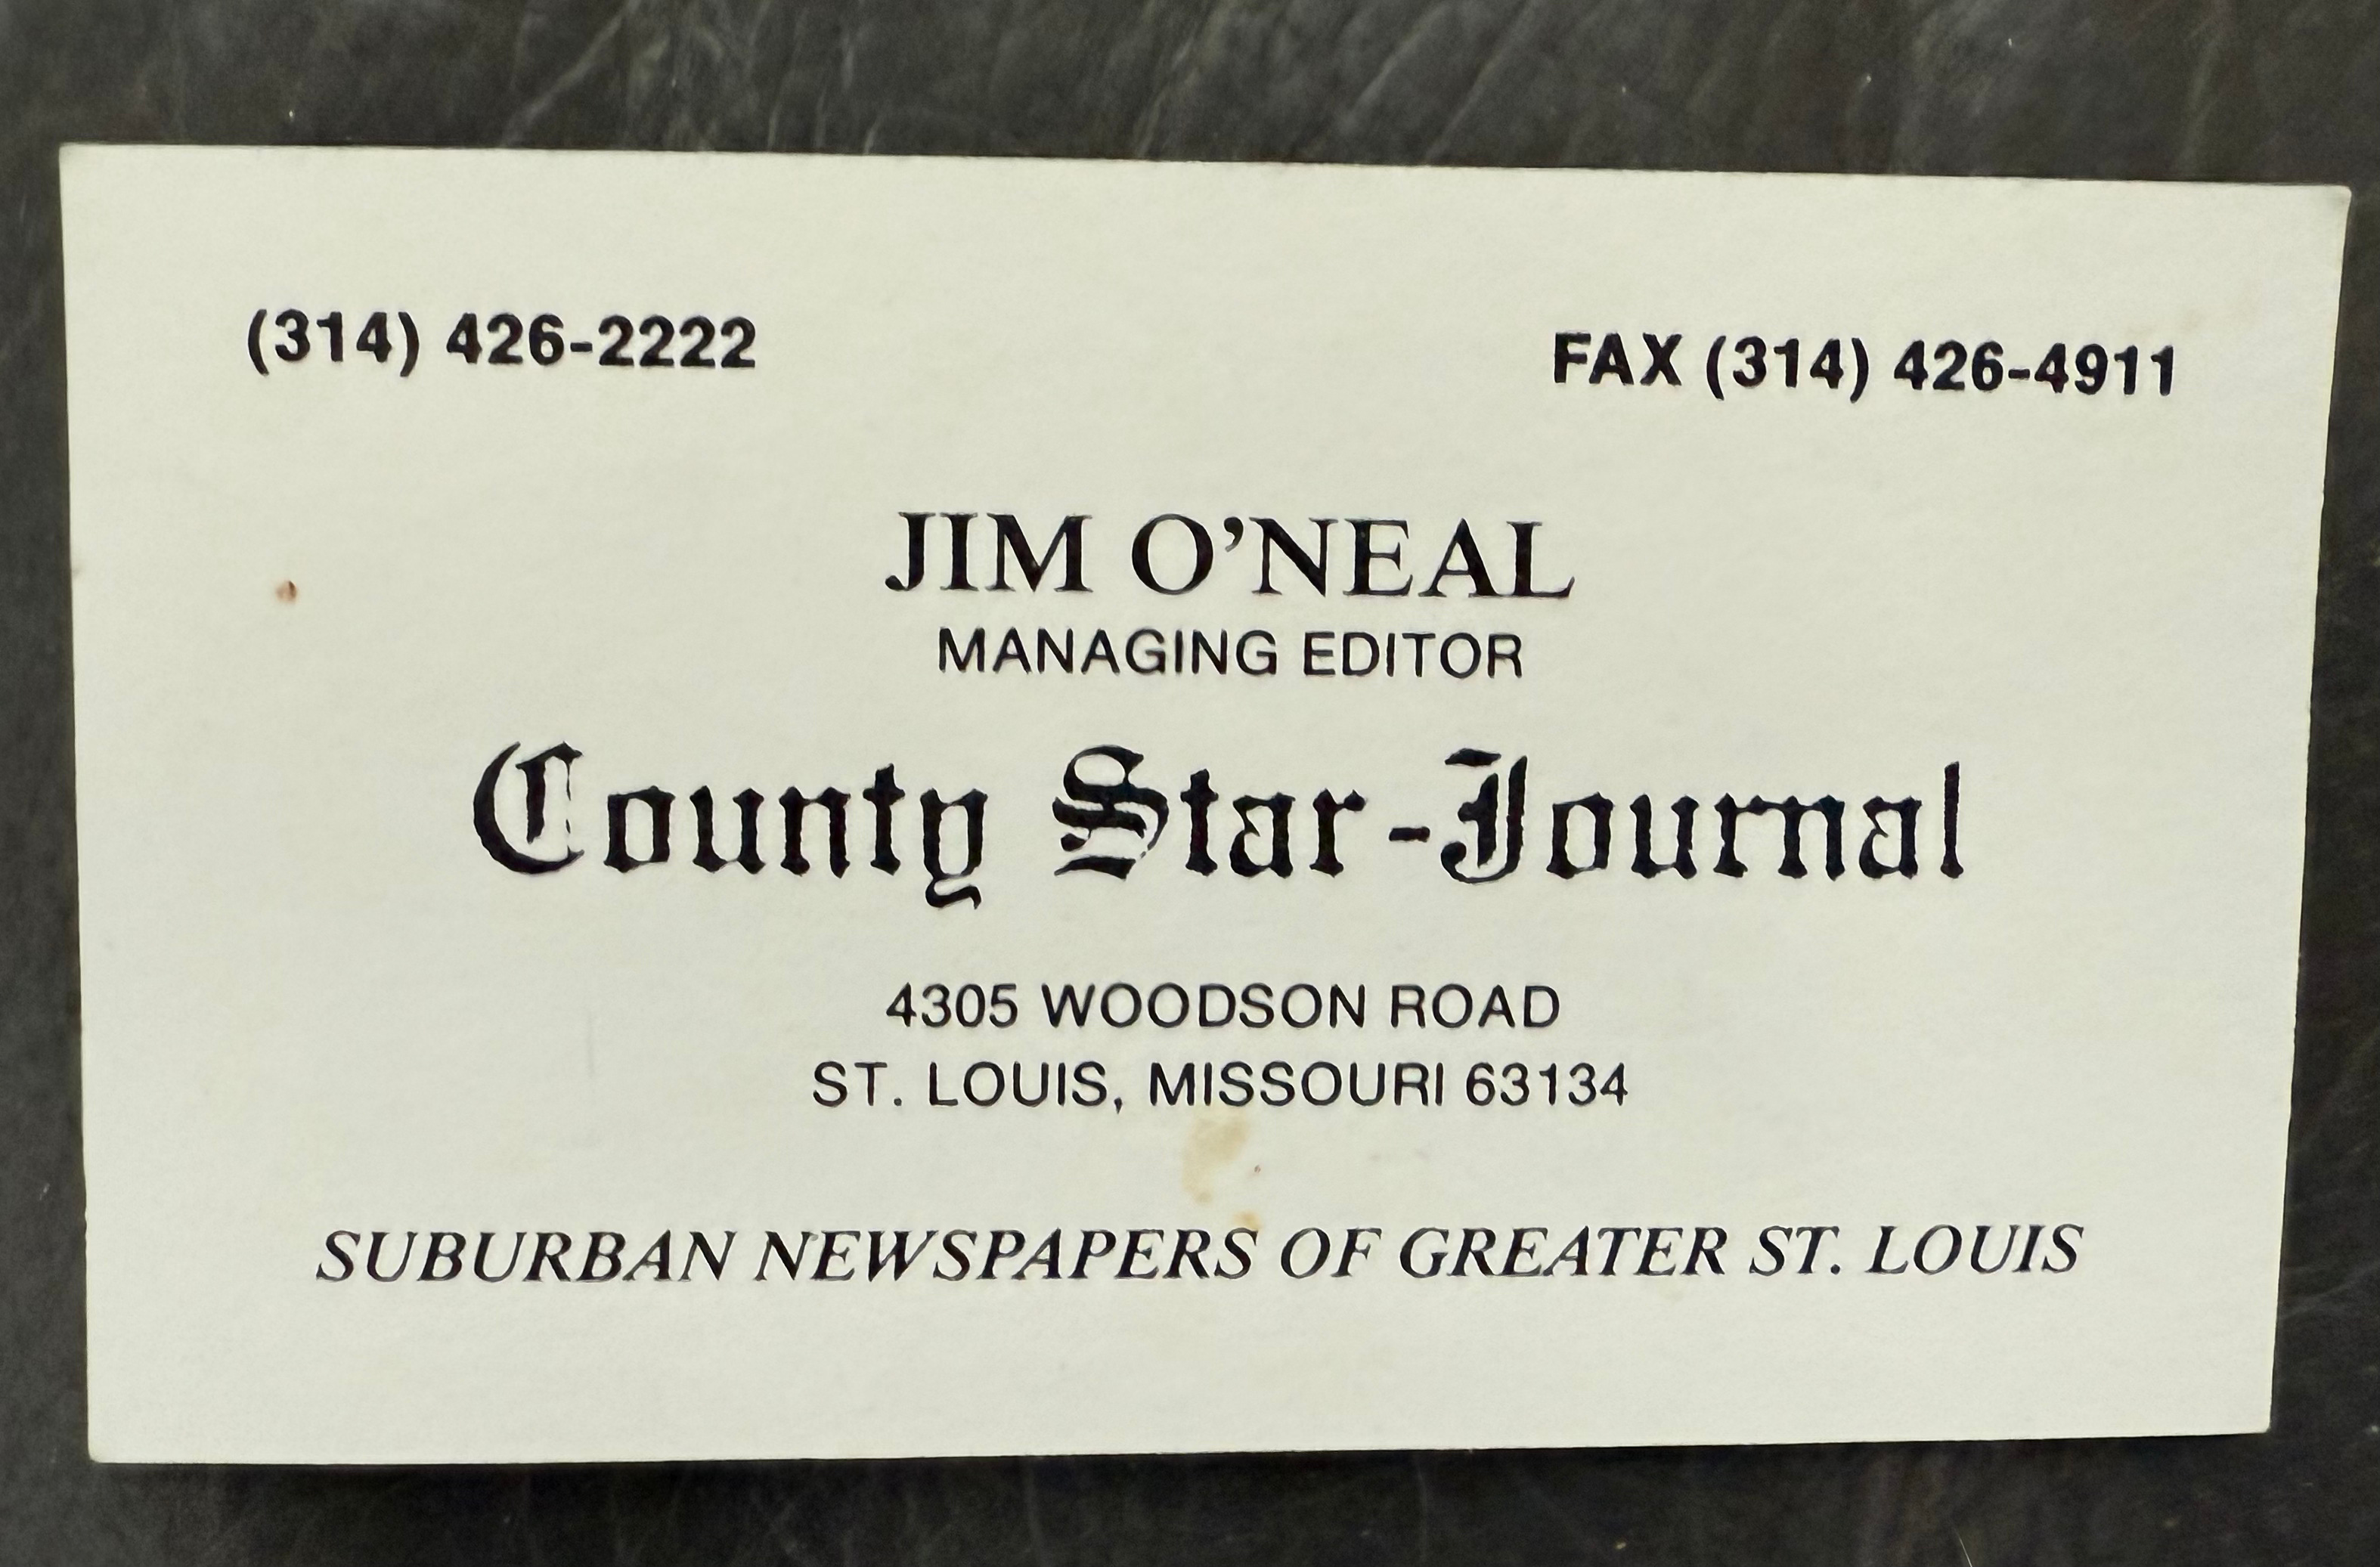 (314) 426-2222 FAX (314) 426-4911
JIM O’NEAL
MANAGING EDITOR
County Star-Journal
4305 WOODSON ROAD
ST. LOUIS, MISSOURI 63134
SUBURBAN NEWSPAPERS OF GREATER ST. LOUIS